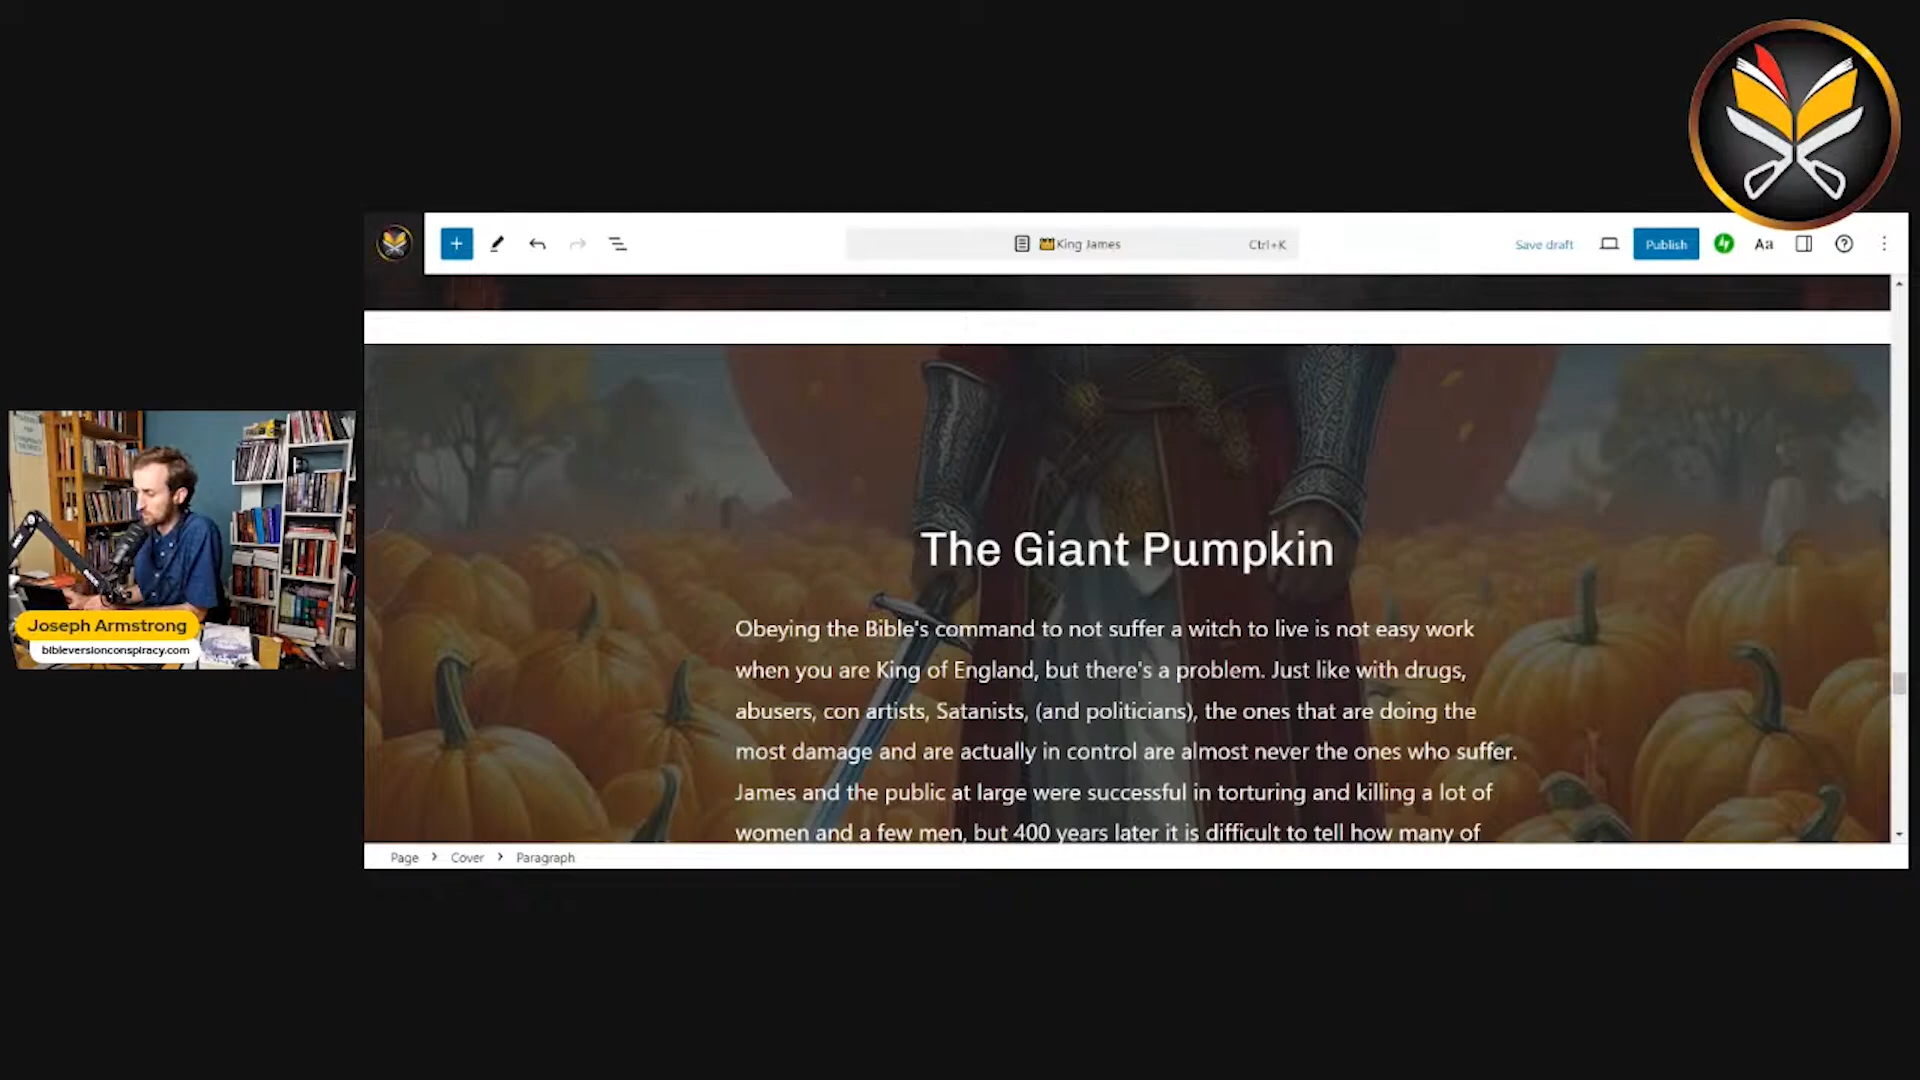 King James
Ctrl+K
Save draft
Publish
Aa
The Giant Pumpkin
Obeying the Bible's command to not suffer a witch to live is not easy work
when you are King of England, but there's a problem. Just like with drugs,
abusers, con artists, Satanists, (and politicians), the ones that are doing the
most damage and are actually in control are almost never the ones who suffer.
James and the public at large were successful in torturing and killing a lot of
women and a few men, but 400 years later it is difficult to tell how many of
Joseph Armstrong
bibleversionconspiracy.com
Page > Cover > Paragraph